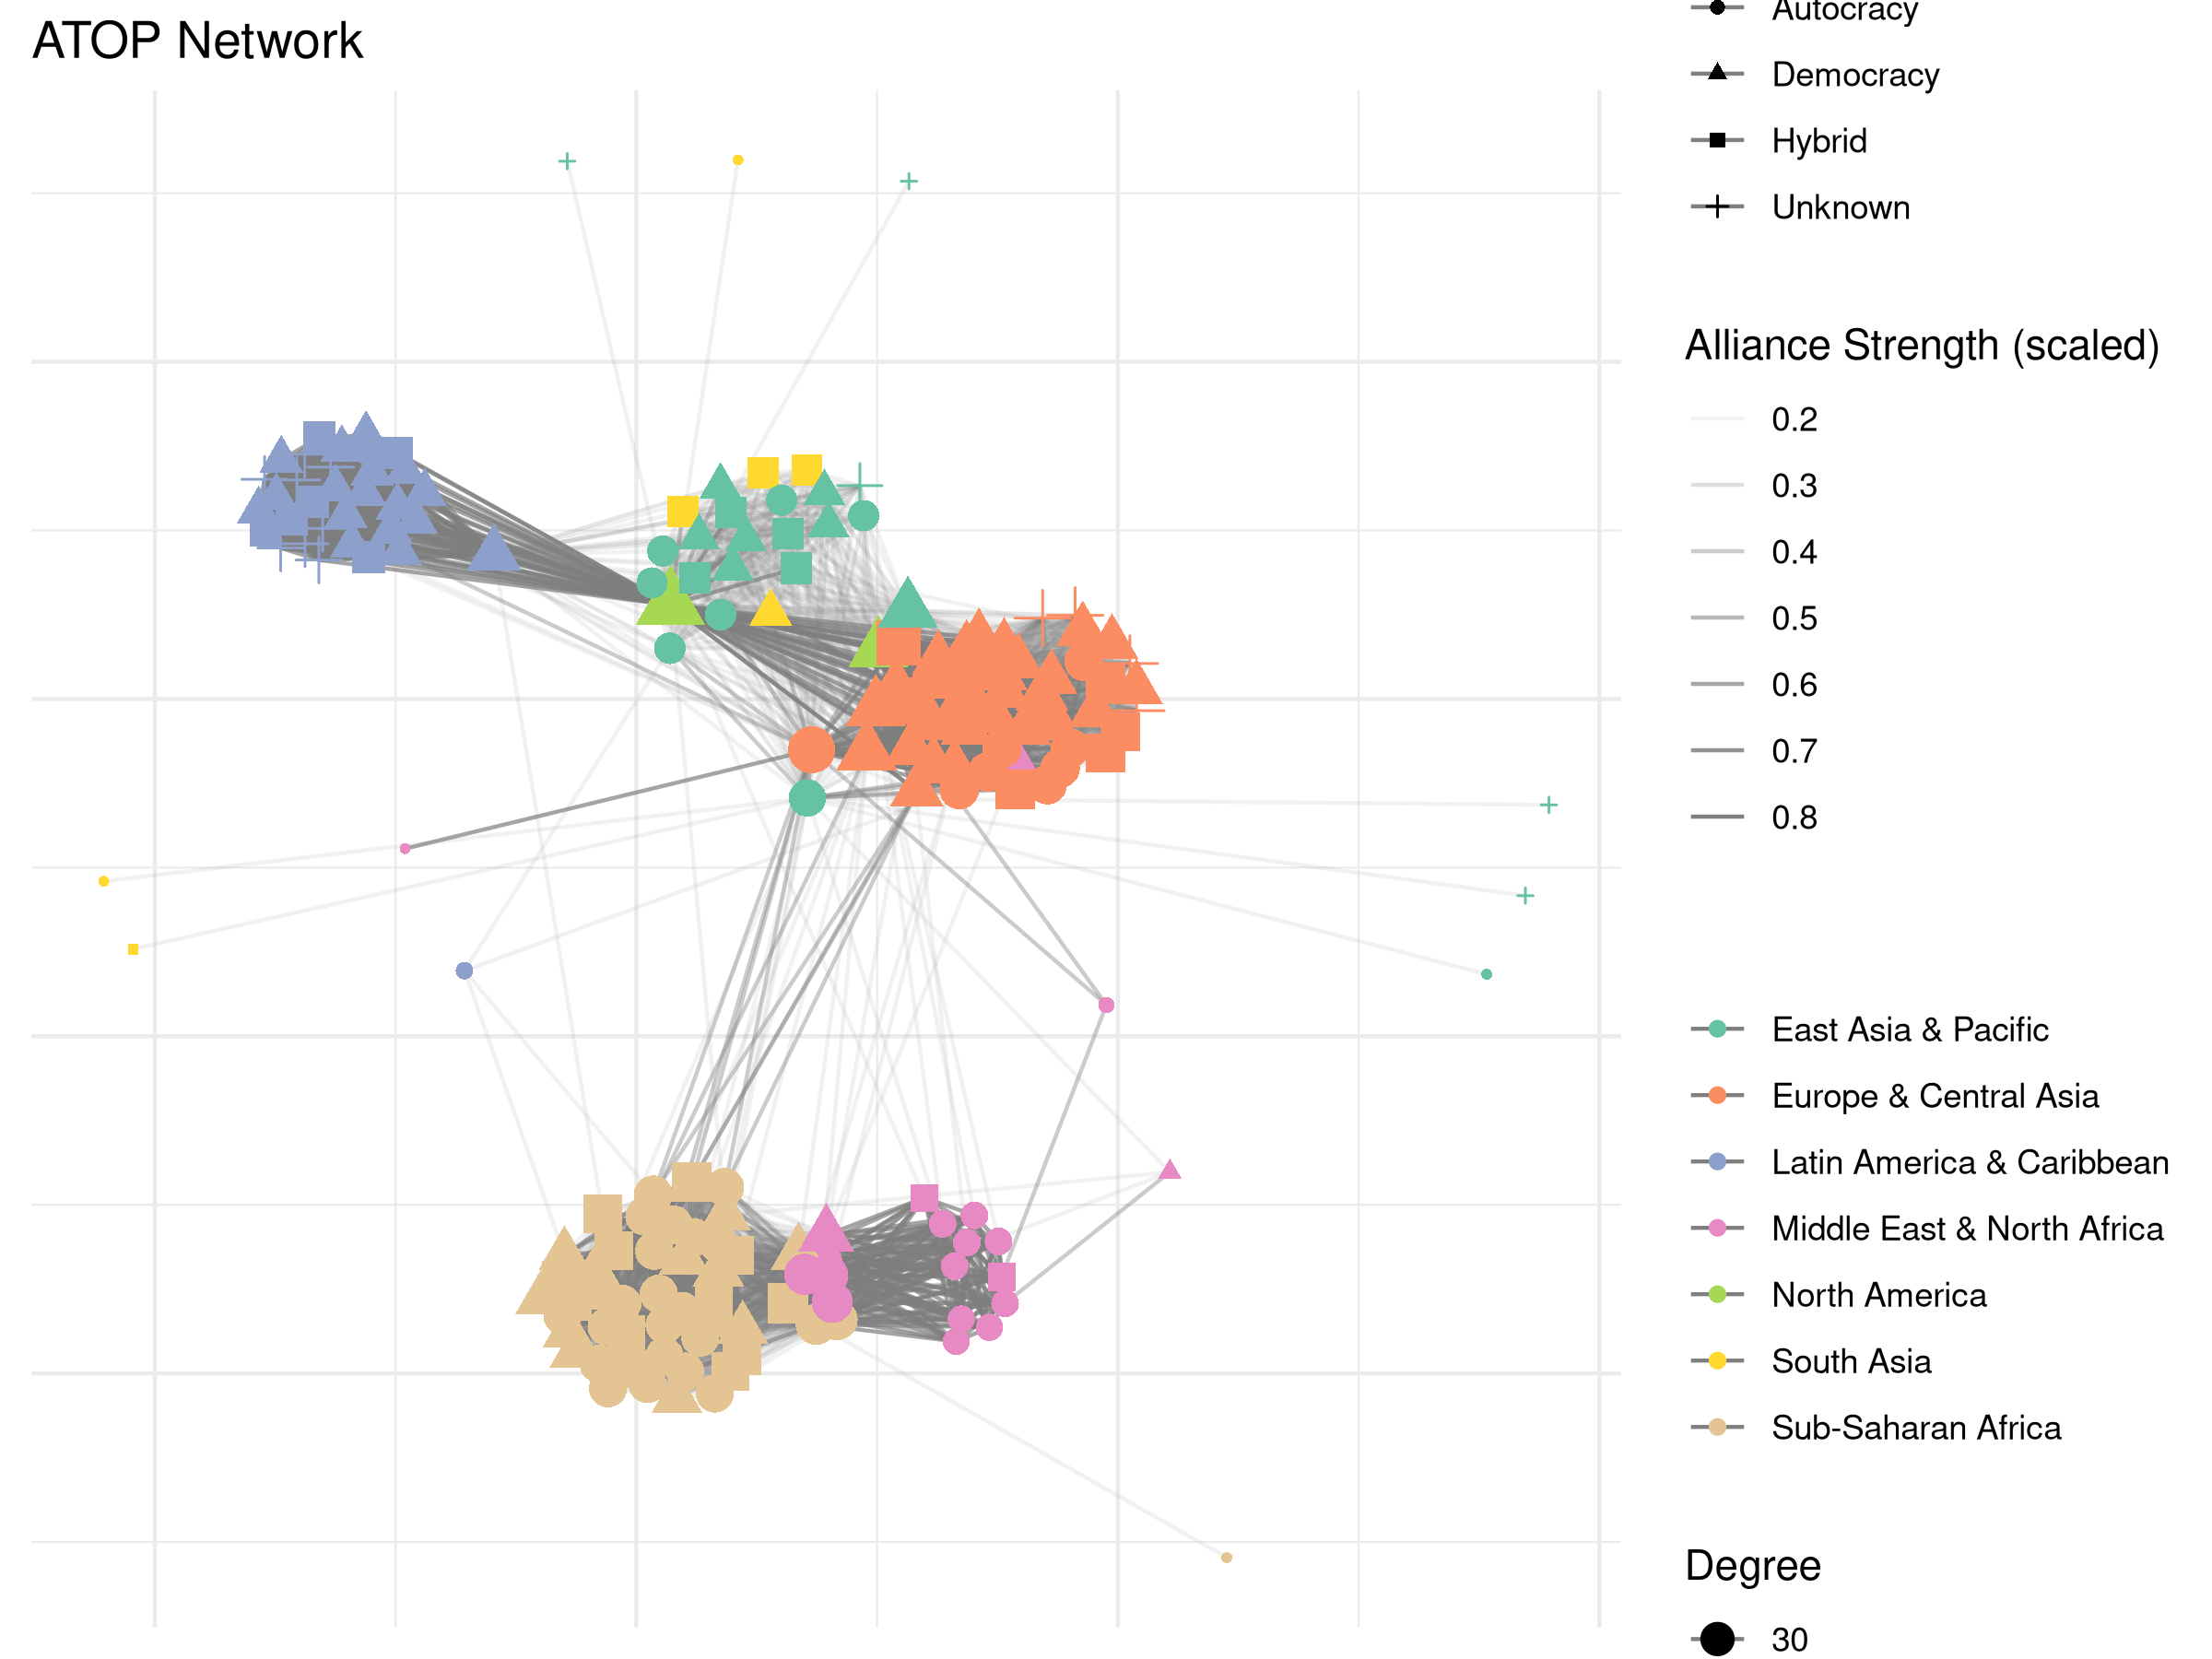 ATOP Network
Autocracy
Democracy
Hybrid
Unknown
Alliance Strength (scaled)
0.2
0.3
0.4
0.5
0.6
0.7
0.8
East Asia & Pacific
Europe & Central Asia
Latin America & Caribbean
Middle East & North Africa
North America
South Asia
Sub-Saharan Africa
Degree
30